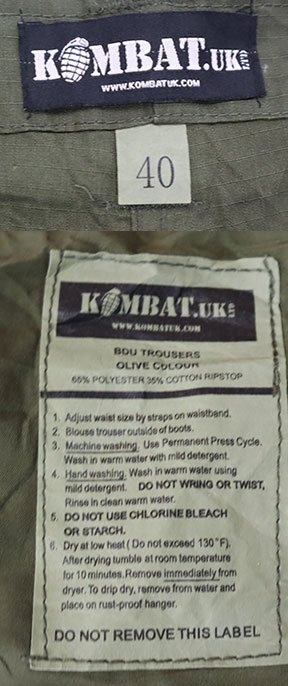 KOMBAT.UK LTD
WWW.KOMBATUK.COM
40
KOMBAT.UK LTD
WWW.KOMBATUK.COM
BDU TROUSERS
OLIVE COLOUR
65% POLYESTER 35% COTTON RIPSTOP
1. Adjust waist size by straps on waistband.
2. Blouse trouser outside of boots.
3. Machine washing. Use Permanent Press Cycle.
Wash in warm water with mild detergent.
4. Hand washing. Wash in warm water using
mild detergent. DO NOT WRING OR TWIST,
Rinse in clean warm water.
5. DO NOT USE CHLORINE BLEACH
OR STARCH.
6. Dry at low heat ( Do not exceed 130°F).
After drying tumble at room temperature
for 10 minutes. Remove immediately from
dryer. To drip dry, remove from water and
place on rust-proof hanger.
DO NOT REMOVE THIS LABEL